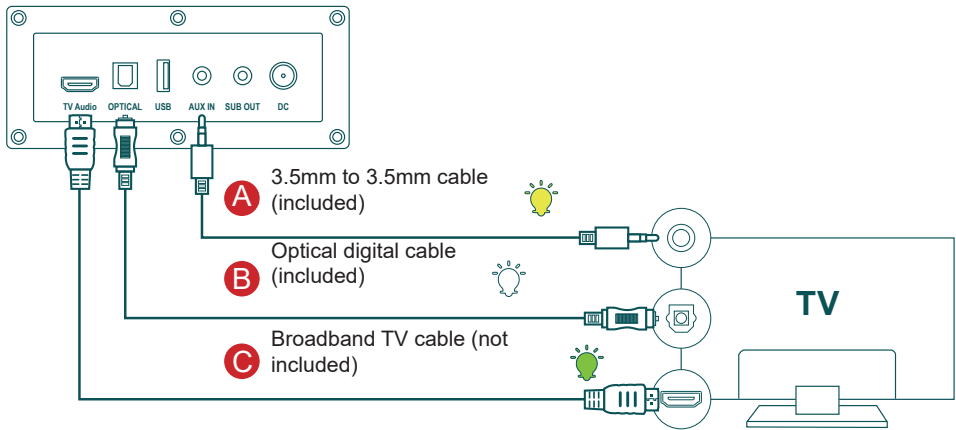 TV Audio OPTICAL USB AUX IN SUB OUT DC
A
3.5mm to 3.5mm cable
(included)
B
Optical digital cable
(included)
TV
C
Broadband TV cable (not
included)